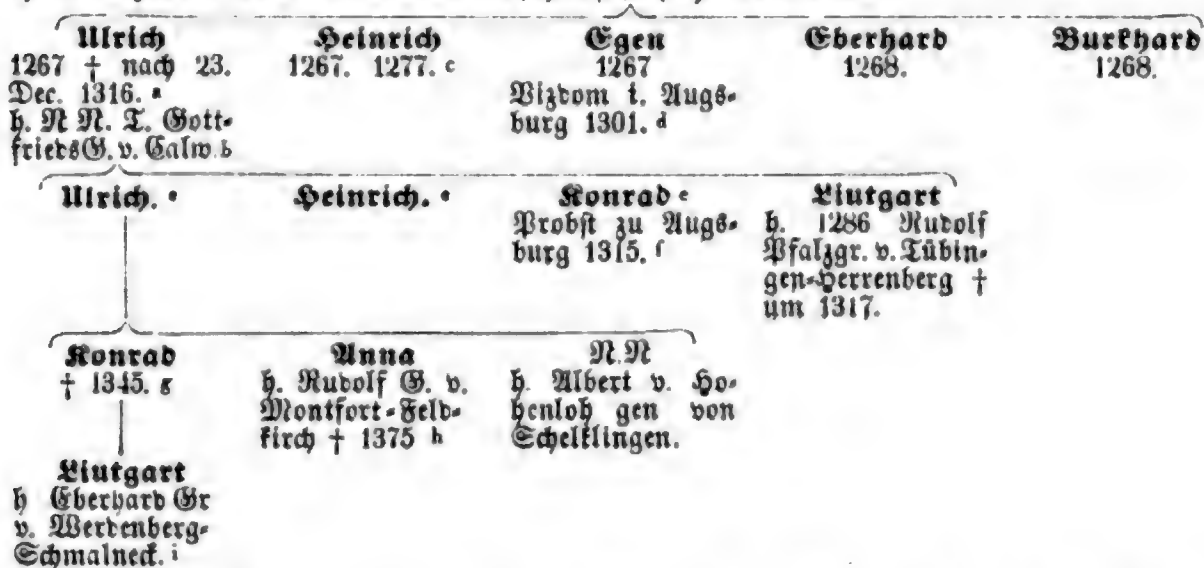 Ulrich Heinrich Egen Eberhard Burkhard
1267 † nach 23. 1267. 1277. c 1267 1268. 1268.
Dec. 1316. a Vizdom i. Augs-
h. N N. T. Gott- burg 1301. d
frieds G. v. Calw. b
Ulrich. e Heinrich. e Konrad e Liutgart
Probst zu Augs- h. 1286 Rudolf
burg 1315. f Pfalzgr. v. Tübin-
gen-Herrenberg †
um 1317.
Konrad Anna N. N
† 1345. g h. Rudolf G. v. h. Albert v. Ho-
Montfort-Feld- henloh gen von
kirch † 1375 h Schelklingen.
Liutgart
h Eberhard Gr
v. Werdenberg-
Schmalneck. i